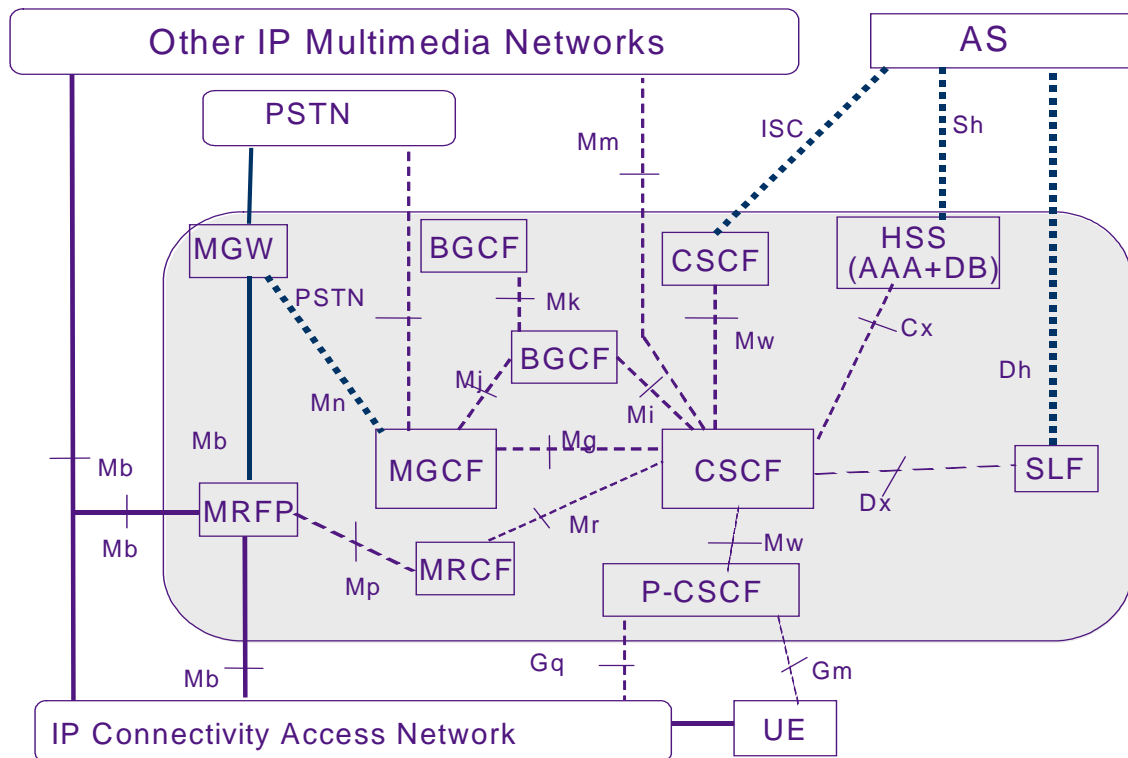 Other IP Multimedia Networks
AS
PSTN
ISC
Sh
Mm
MGW
BGCF
CSCF
HSS
(AAA+DB)
PSTN
Mk
Mw
Cx
BGCF
Mj
Mi
Dh
Mn
Mb
Mg
MGCF
CSCF
SLF
Mb
Dx
MRFP
Mr
Mb
Mw
Mp
MRCF
P-CSCF
Mb
Gq
Gm
IP Connectivity Access Network
UE